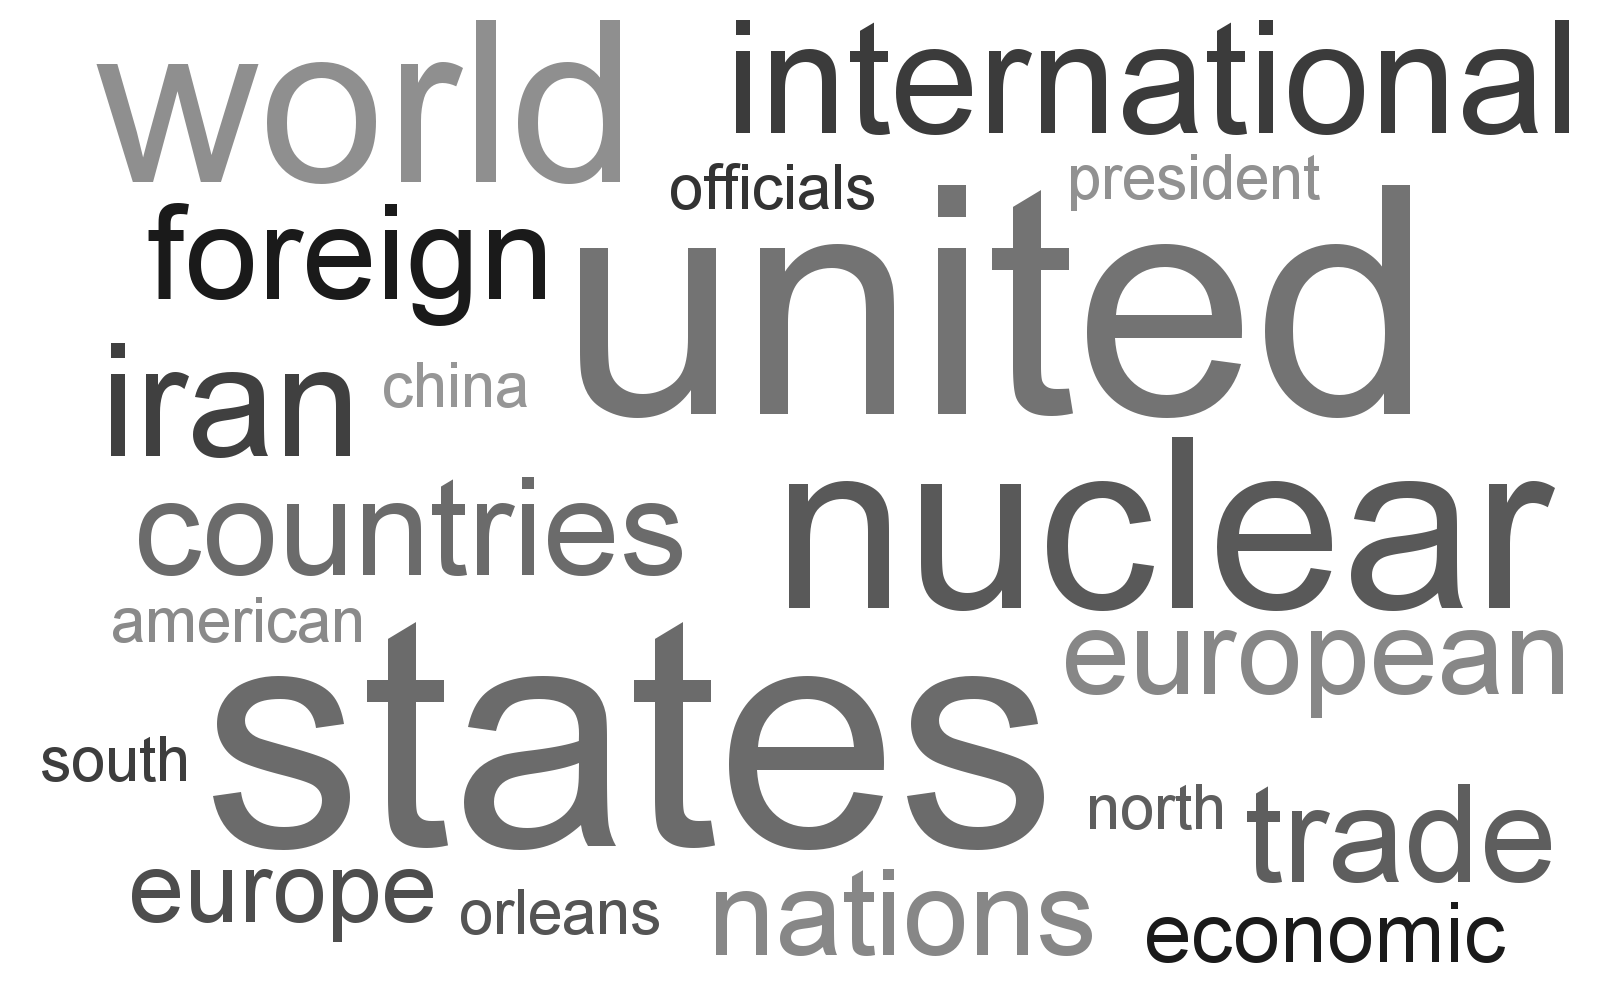 world
international
officials
president
foreign
united
iran
china
countries
nuclear
american
european
states
south
north
trade
europe
orleans
nations
economic